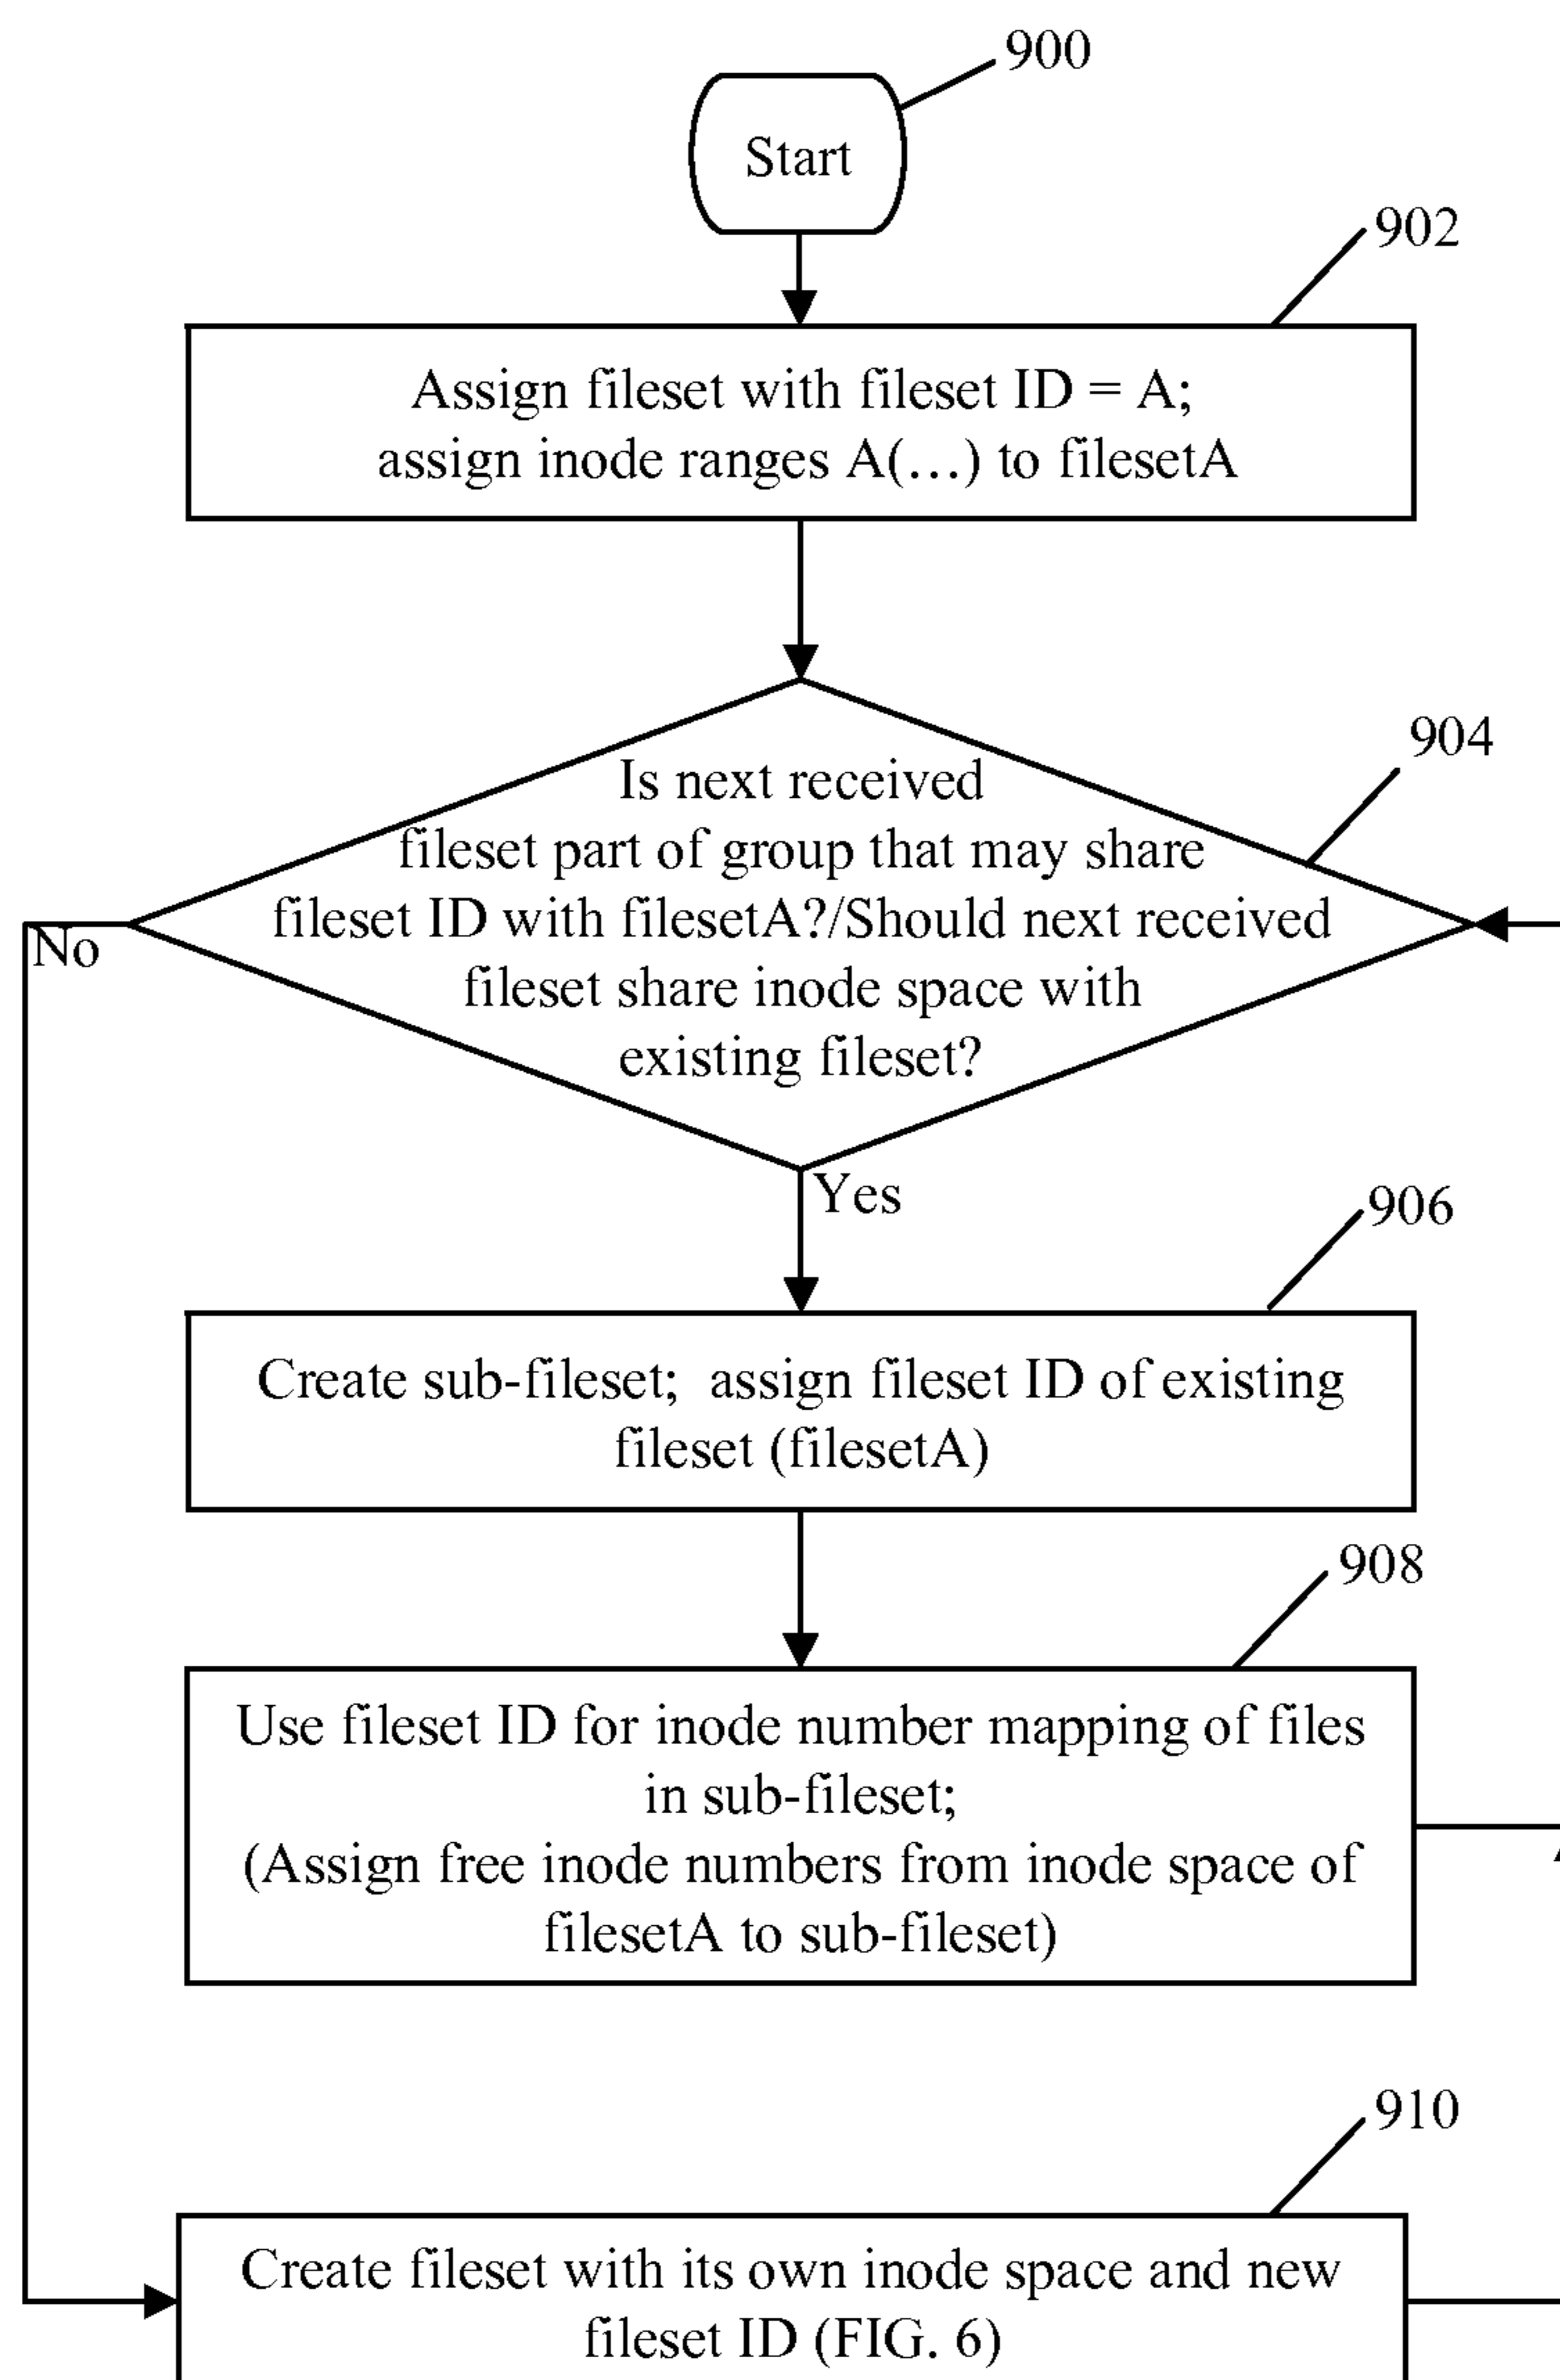 900
Start
902
Assign fileset with fileset ID = A;
assign inode ranges A(…) to filesetA
904
Is next received
fileset part of group that may share
fileset ID with filesetA?/Should next received
fileset share inode space with
existing fileset?
No
Yes
906
Create sub-fileset;  assign fileset ID of existing
fileset (filesetA)
908
Use fileset ID for inode number mapping of files
in sub-fileset;
(Assign free inode numbers from inode space of
filesetA to sub-fileset)
910
Create fileset with its own inode space and new
fileset ID (FIG. 6)